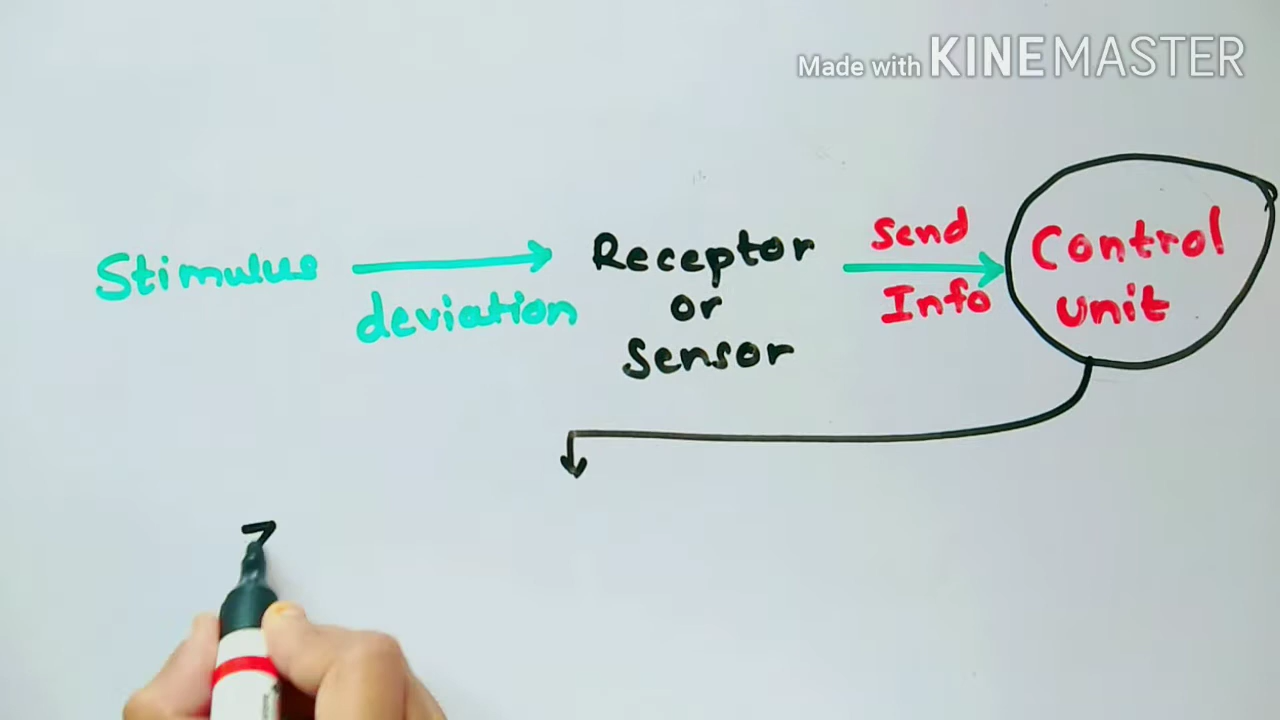 Made with KINEMASTER
Stimulus
deviation
Receptor
or
Sensor
Send
Info
Control
unit